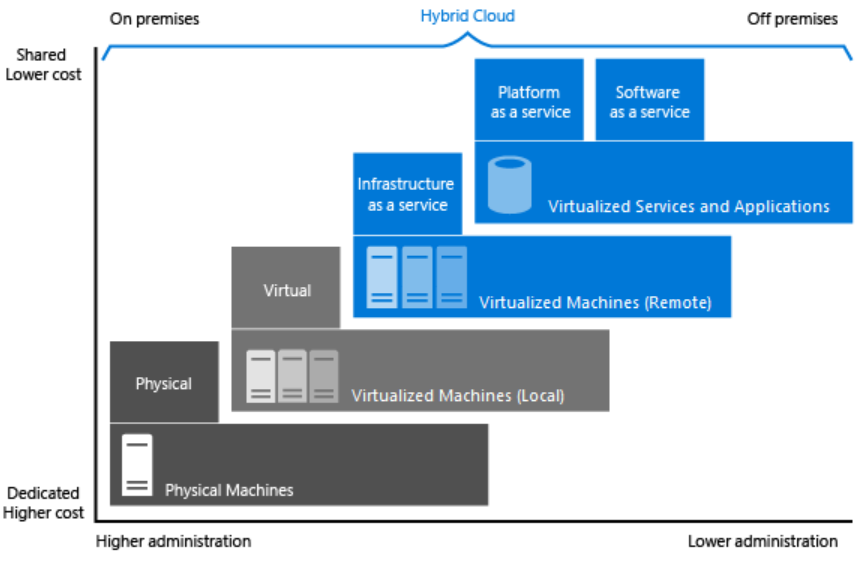 On premises
Hybrid Cloud
Off premises
Shared
Lower cost
Platform
as a service
Software
as a service
Virtualized Services and Applications
Infrastructure
as a service
Virtualized Machines (Remote)
Virtual
Virtualized Machines (Local)
Physical
Physical Machines
Dedicated
Higher cost
Higher administration
Lower administration